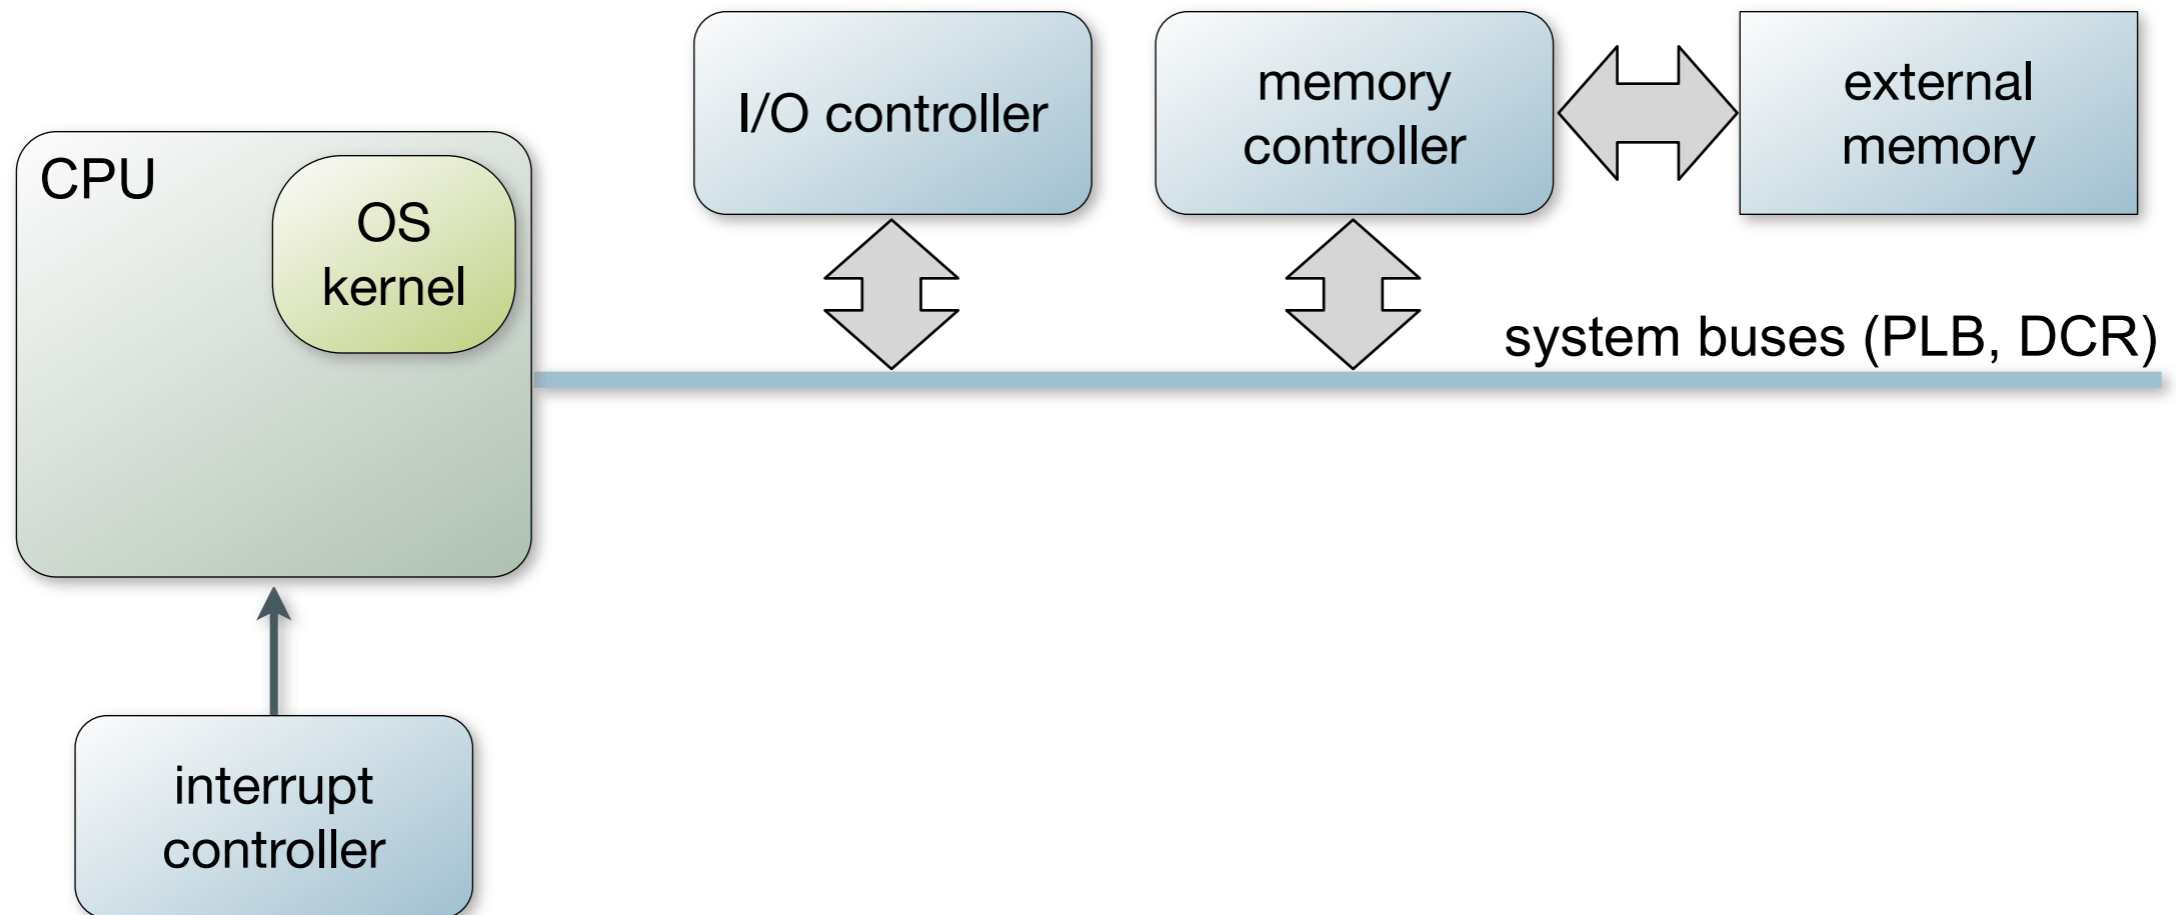 CPU
OS
kernel
I/O controller
memory
controller
external
memory
system buses (PLB, DCR)
interrupt
controller